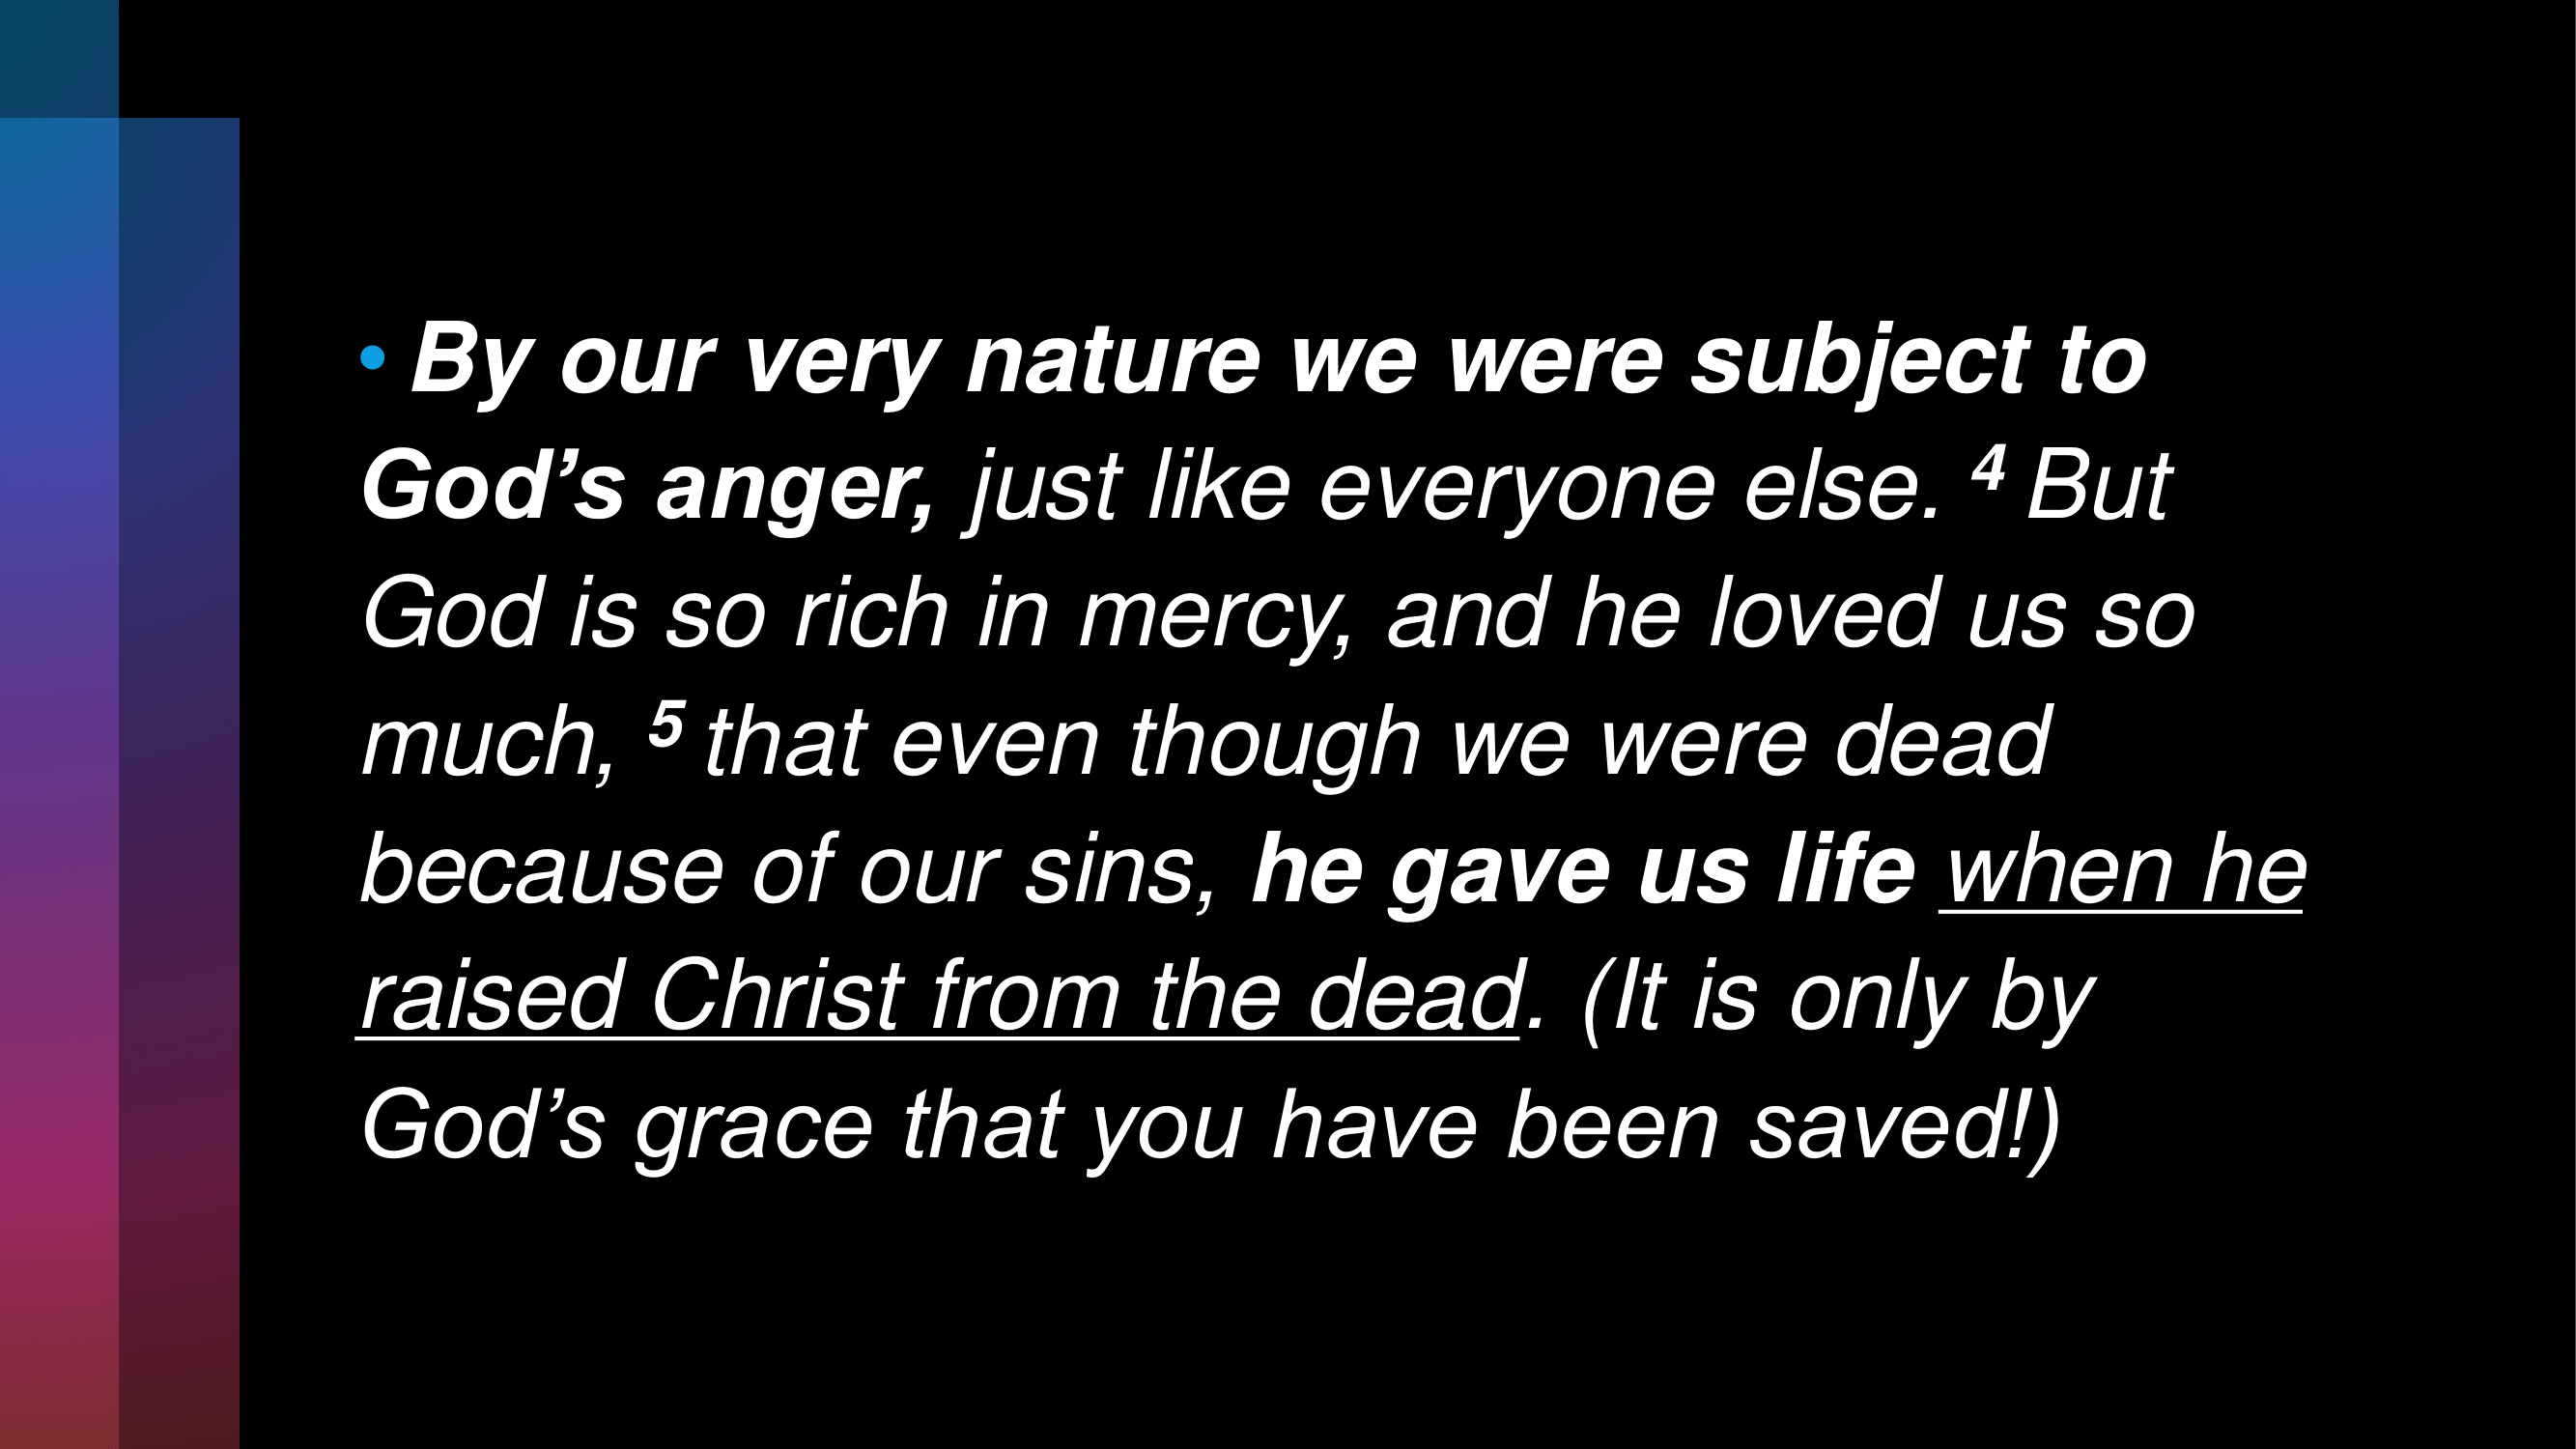 • By our very nature we were subject to
God’s anger, just like everyone else. 4 But
God is so rich in mercy, and he loved us so
much, 5 that even though we were dead
because of our sins, he gave us life when he
raised Christ from the dead. (It is only by
God’s grace that you have been saved!)